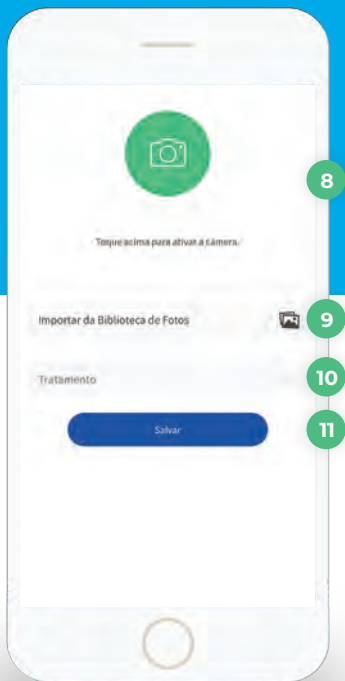 8
Toque acima para ativar a câmera.
Importar da Biblioteca de Fotos
9
Tratamento
10
Salvar
11